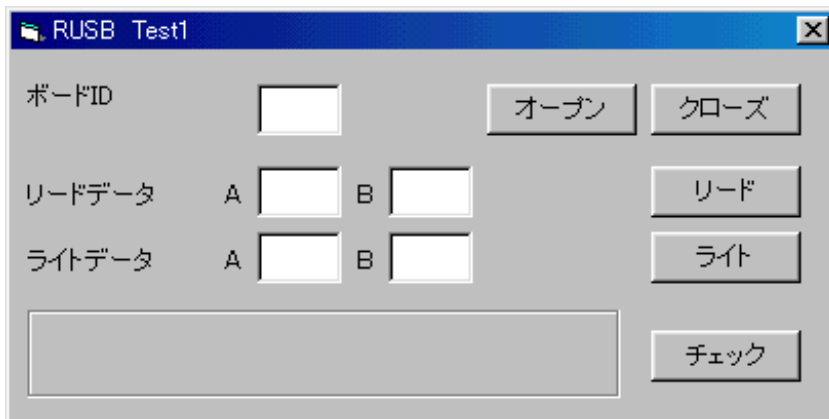 RUSB Test1
ボードID オープン クローズ
リードデータ A B リード
ライトデータ A B ライト
チェック